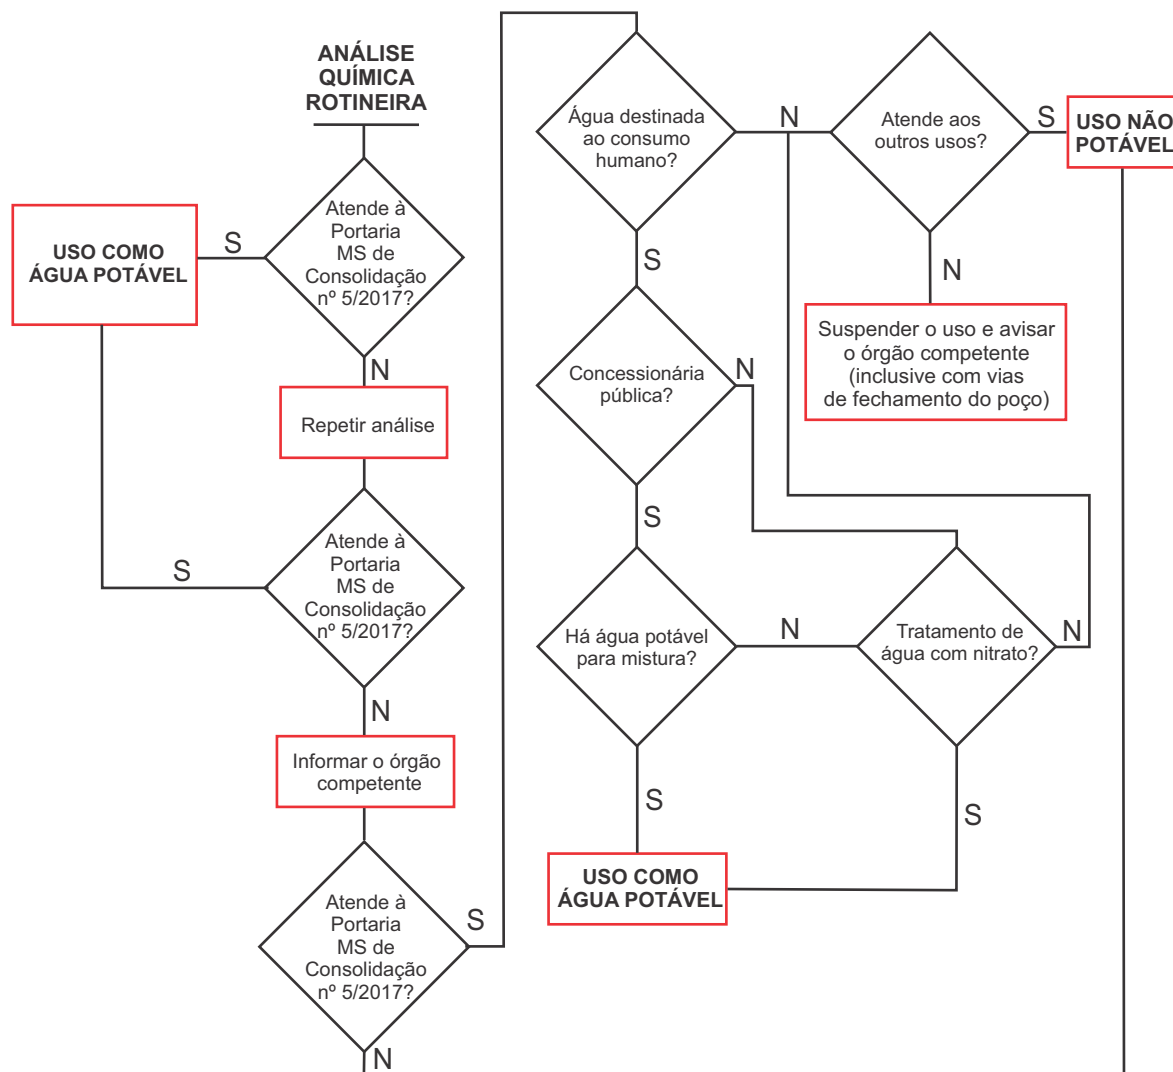 ANÁLISE
QUÍMICA
ROTINEIRA
Atende à
Portaria
MS de
Consolidação
nº 5/2017?
S
USO COMO
ÁGUA POTÁVEL
N
Repetir análise
Atende à
Portaria
MS de
Consolidação
nº 5/2017?
S
N
Informar o órgão
competente
Atende à
Portaria
MS de
Consolidação
nº 5/2017?
S
N
Água destinada
ao consumo
humano?
N
Atende aos
outros usos?
S
USO NÃO
POTÁVEL
N
Suspender o uso e avisar
o órgão competente
(inclusive com vias
de fechamento do poço)
S
Concessionária
pública?
N
S
Há água potável
para mistura?
N
Tratamento de
água com nitrato?
N
S
S
USO COMO
ÁGUA POTÁVEL